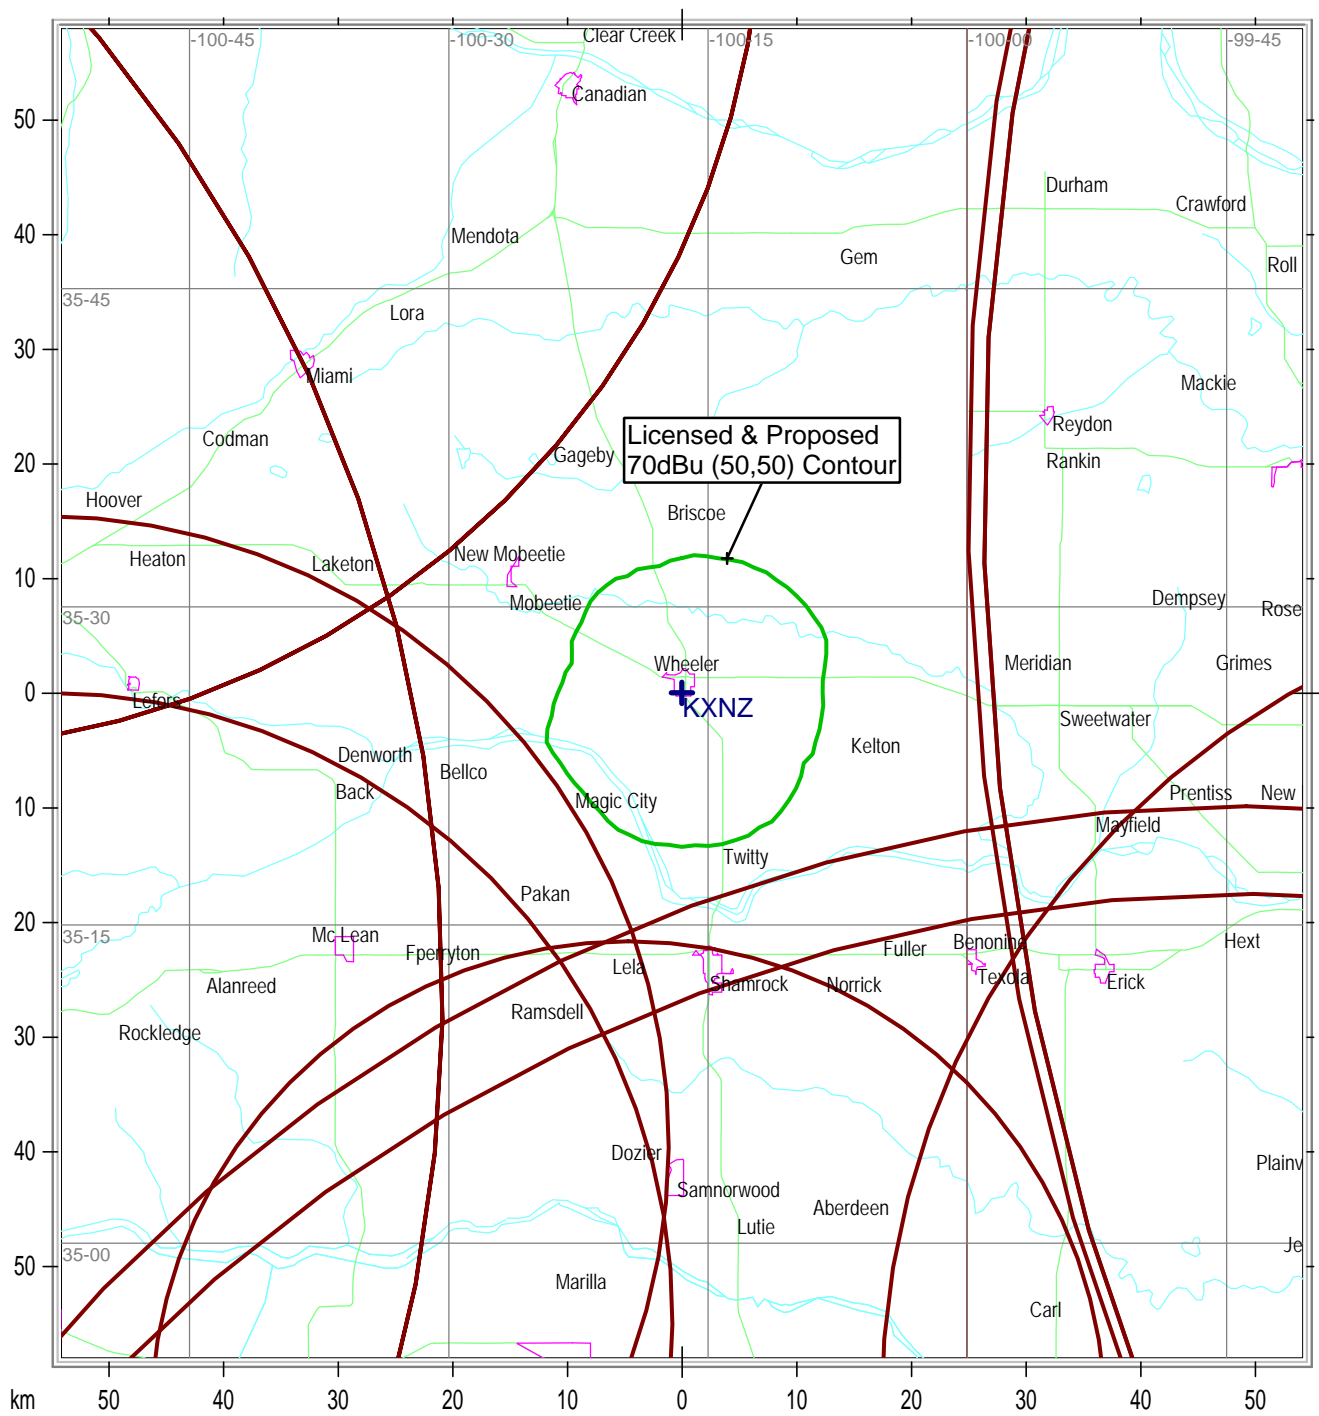 -100-45
-100-30
Clear Creek
-100-15
-100-00
-99-45
Canadian
50
Durham
Crawford
40
Mendota
Gem
Roll
35-45
Lora
30
Miami
Mackie
Reydon
Codman
Licensed & Proposed
70dBu (50,50) Contour
Gageby
20
Rankin
Hoover
Briscoe
Heaton
Laketon
New Mobeetie
10
Mobeetie
Dempsey
Rose
35-30
Wheeler
Meridian
Grimes
0
Lefors
KXNZ
Sweetwater
Denworth
Bellco
Kelton
Back
Magic City
Prentiss
New
10
Mayfield
Twitty
Pakan
20
35-15
Mc Lean
Fperryton
Fuller
Benonine
Hext
Lela
Alanreed
Shamrock
Norrick
Texola
Erick
Ramsdell
Rockledge
30
40
Dozier
Plainv
Samnorwood
Aberdeen
Lutie
35-00
Je
50
Marilla
Carl
km
50
40
30
20
10
0
10
20
30
40
50